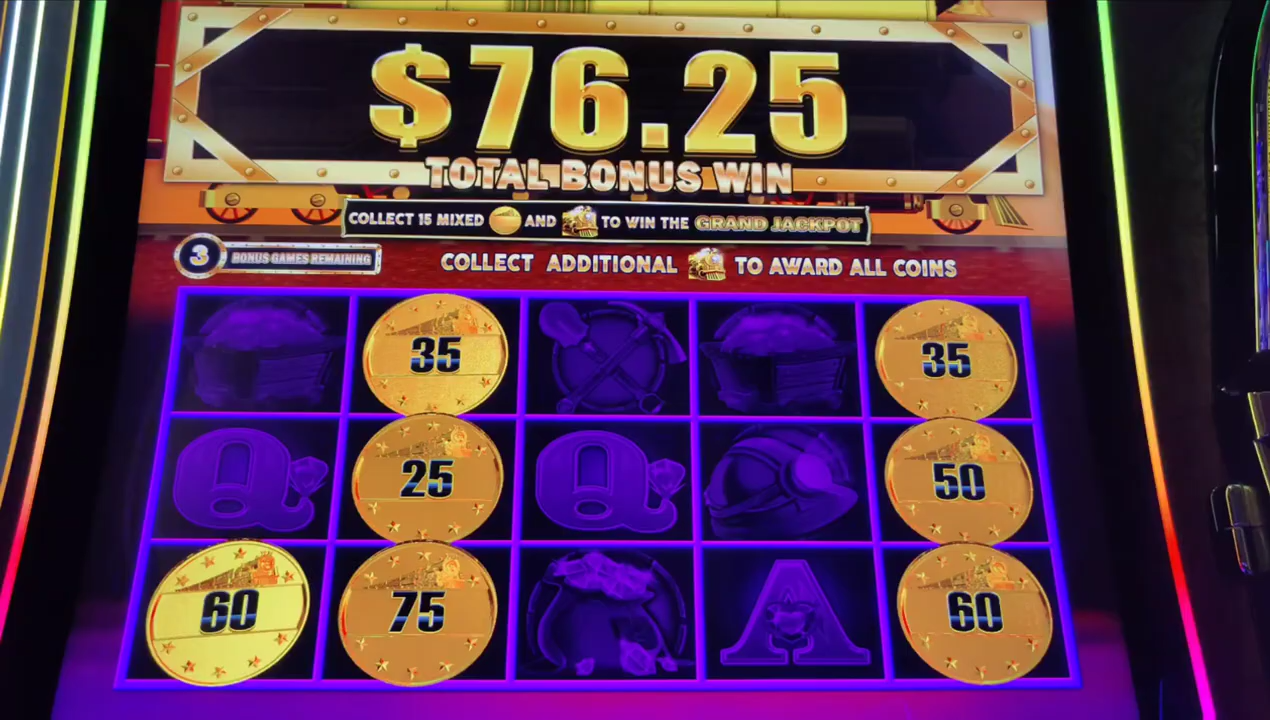 $76.25
TOTAL BONUS WIN
COLLECT 15 MIXED AND TO WIN THE GRAND JACKPOT
3 BONUS GAMES REMAINING
COLLECT ADDITIONAL TO AWARD ALL COINS
35 35
Q 25 Q 50
60 75 A 60